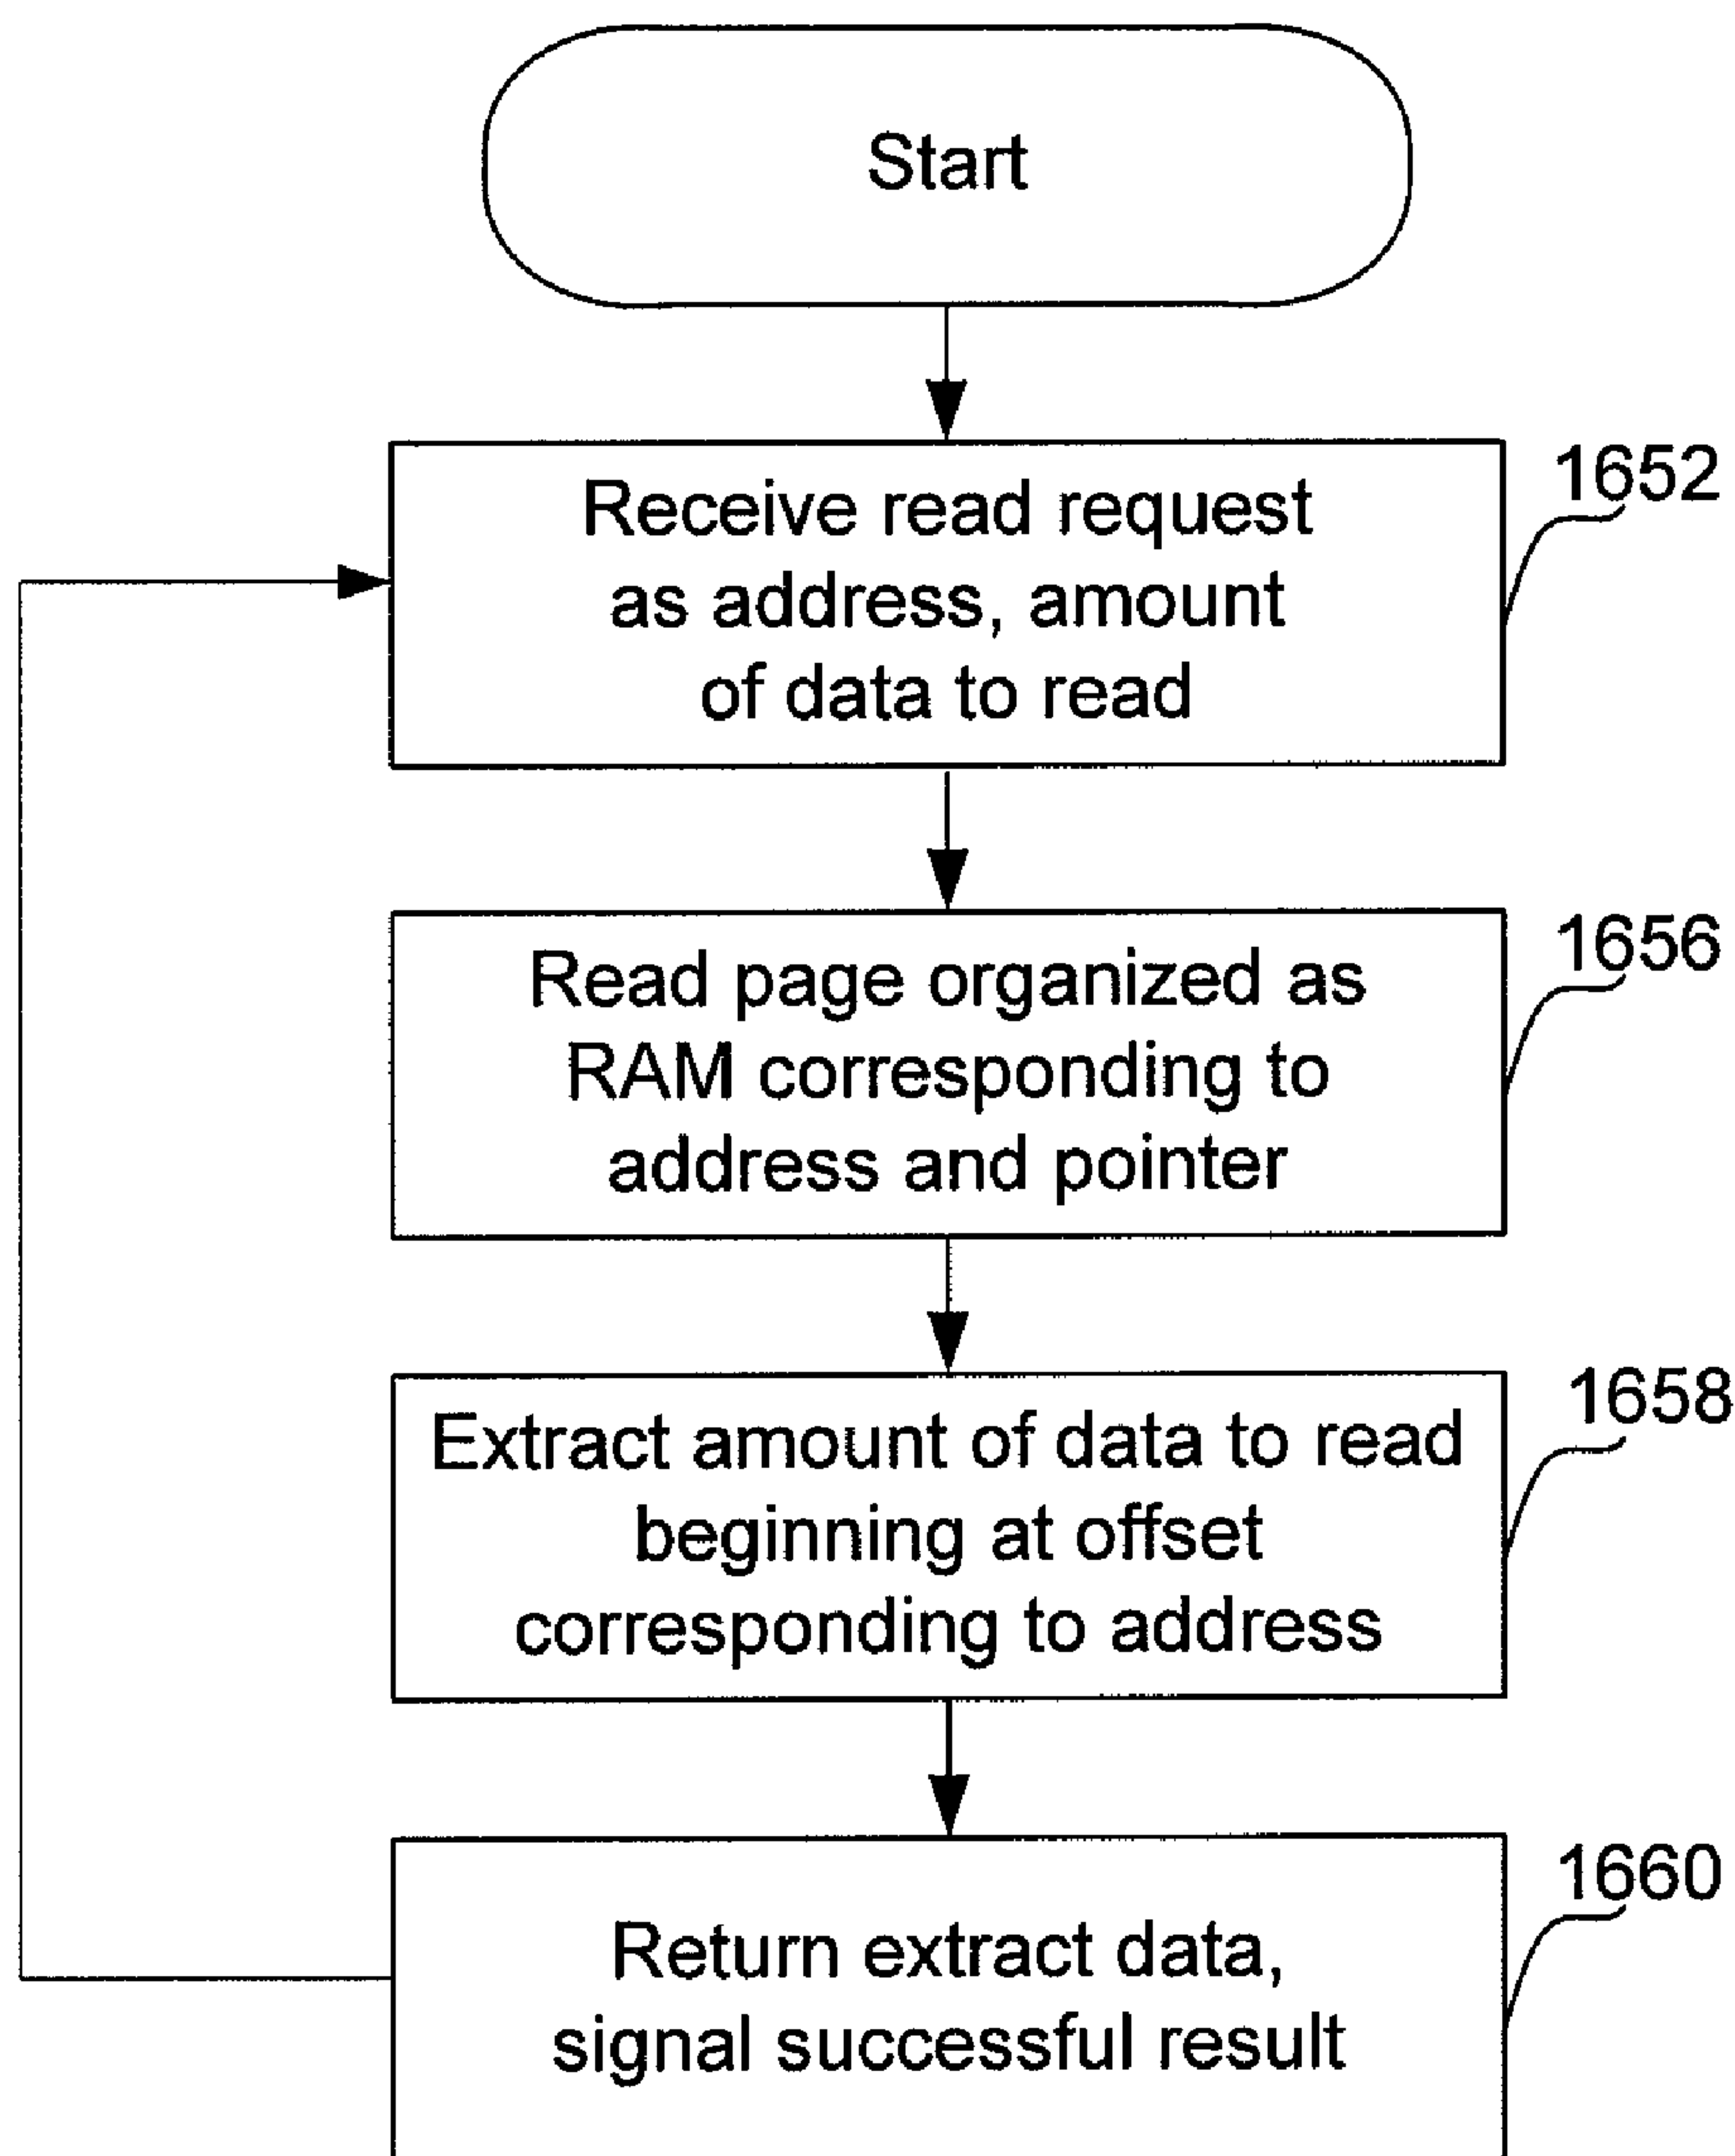 Start
1652
Receive read request
as address, amount
of data to read
1656
Read page organized as
RAM corresponding to
address and pointer
1658
Extract amount of data to read
beginning at offset
corresponding to address
1660
Return extract data,
signal successful result